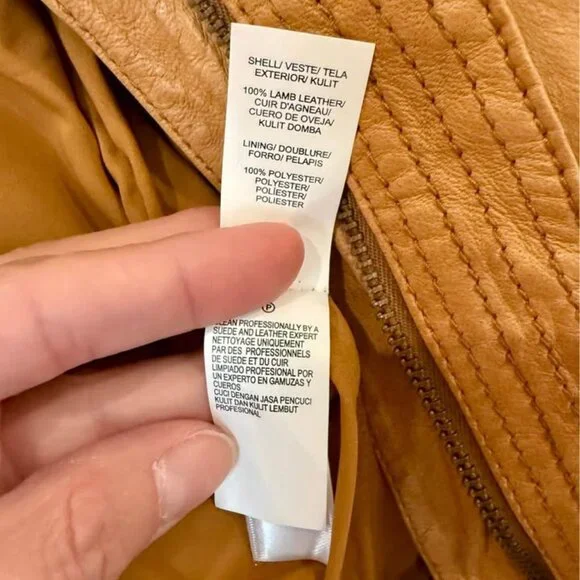 SHELL/ VESTE/ TELA
EXTERIOR/ KULIT
100% LAMB LEATHER/
CUIR D'AGNEAU/
CUERO DE OVEJA/
KULIT DOMBA
LINING/ DOUBLURE/
FORRO/ PELAPIS
100% POLYESTER/
POLYESTER/
POLIÉSTER/
POLIESTER
P
CLEAN PROFESSIONALLY BY A
SUEDE AND LEATHER EXPERT
NETTOYAGE UNIQUEMENT
PAR DES PROFESSIONNELS
DE SUEDE ET DU CUIR
LIMPIADO PROFESIONAL POR
UN EXPERTO EN GAMUZAS Y
CUEROS
CUCI DENGAN JASA PENCUCI
KULIT DAN KULIT LEMBUT
PROFESIONAL